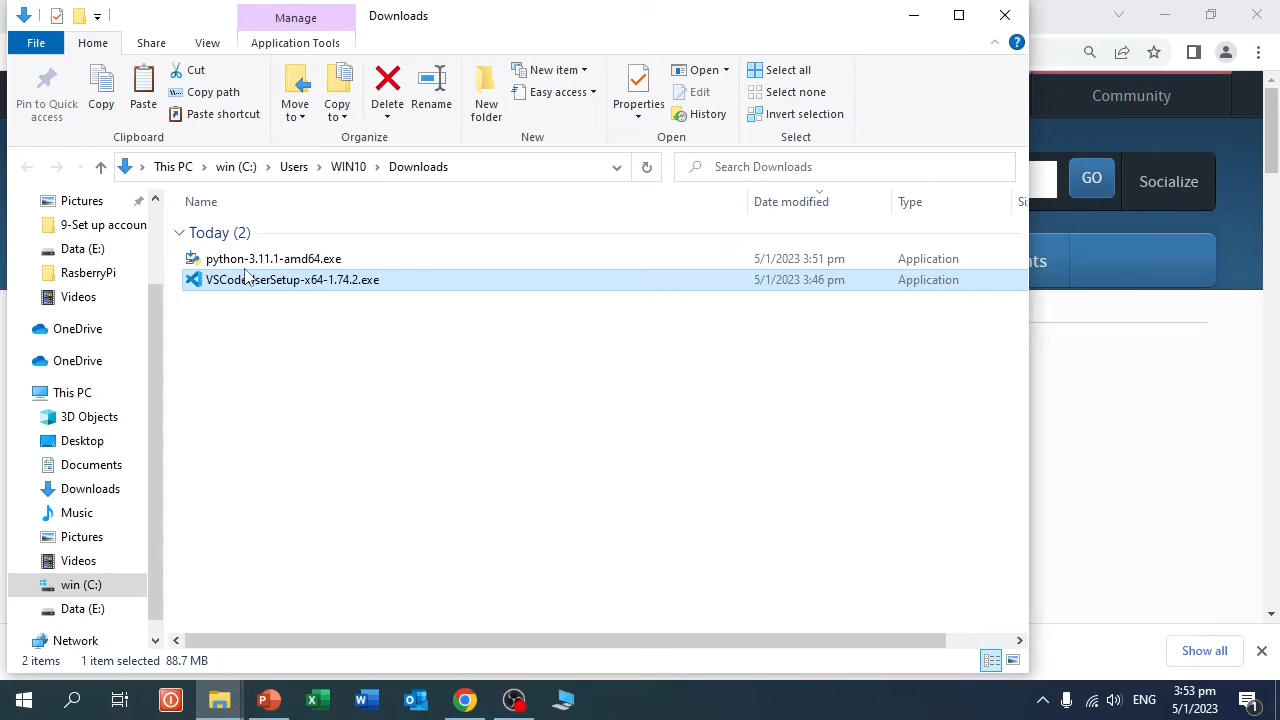 Manage
Downloads
File
Home
Share
View
Application Tools
Pin to Quick access
Copy
Paste
Cut
Copy path
Paste shortcut
Clipboard
Move to
Copy to
Delete
Rename
Organize
New folder
New item
Easy access
New
Properties
Open
Edit
History
Open
Select all
Select none
Invert selection
Select
Community
GO
Socialize
This PC
win (C:)
Users
WIN10
Downloads
Search Downloads
Name
Date modified
Type
Today (2)
python-3.11.1-amd64.exe
5/1/2023 3:51 pm
Application
VSCodeUserSetup-x64-1.74.2.exe
5/1/2023 3:46 pm
Application
Pictures
9-Set up accoun
Data (E:)
RasberryPi
Videos
OneDrive
OneDrive
This PC
3D Objects
Desktop
Documents
Downloads
Music
Pictures
Videos
win (C:)
Data (E:)
Network
2 items
1 item selected 88.7 MB
Show all
ENG
3:53 pm
5/1/2023
1